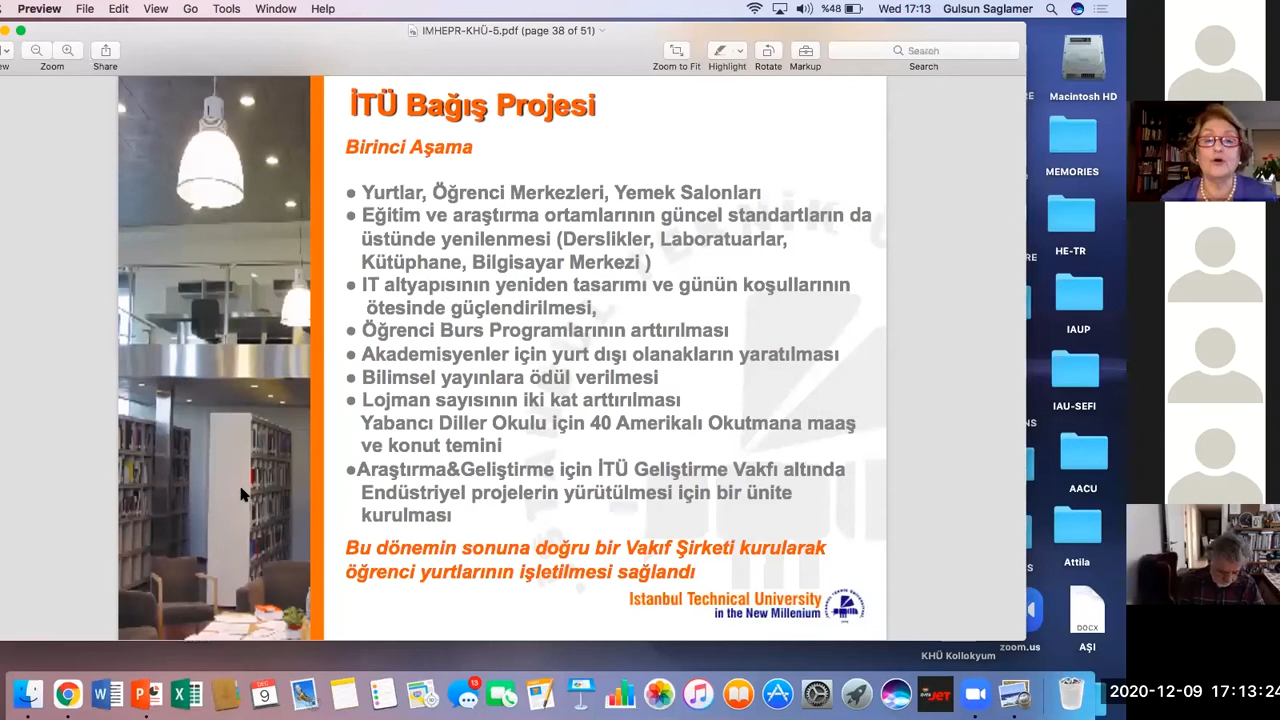 Preview File Edit View Go Tools Window Help %48 Wed 17:13 Gulsun Saglamer
IMHEPR-KHÜ-5.pdf (page 38 of 51)
Search
Zoom Share Zoom to Fit Highlight Rotate Markup Search
İTÜ Bağış Projesi
Birinci Aşama
● Yurtlar, Öğrenci Merkezleri, Yemek Salonları
● Eğitim ve araştırma ortamlarının güncel standartların da
üstünde yenilenmesi (Derslikler, Laboratuarlar,
Kütüphane, Bilgisayar Merkezi )
● IT altyapısının yeniden tasarımı ve günün koşullarının
ötesinde güçlendirilmesi,
● Öğrenci Burs Programlarının arttırılması
● Akademisyenler için yurt dışı olanakların yaratılması
● Bilimsel yayınlara ödül verilmesi
● Lojman sayısının iki kat arttırılması
Yabancı Diller Okulu için 40 Amerikalı Okutmana maaş
ve konut temini
●Araştırma&Geliştirme için İTÜ Geliştirme Vakfı altında
Endüstriyel projelerin yürütülmesi için bir ünite
kurulması
Bu dönemin sonuna doğru bir Vakıf Şirketi kurularak
öğrenci yurtlarının işletilmesi sağlandı
Istanbul Technical University
in the New Millenium
Macintosh HD
MEMORIES
HE-TR
IAUP
IAU-SEFI
AACU
Attila
DOCX
AŞI
zoom.us
KHÜ Kollokyum
DEC
9
13
JET
2020-12-09 17:13:24